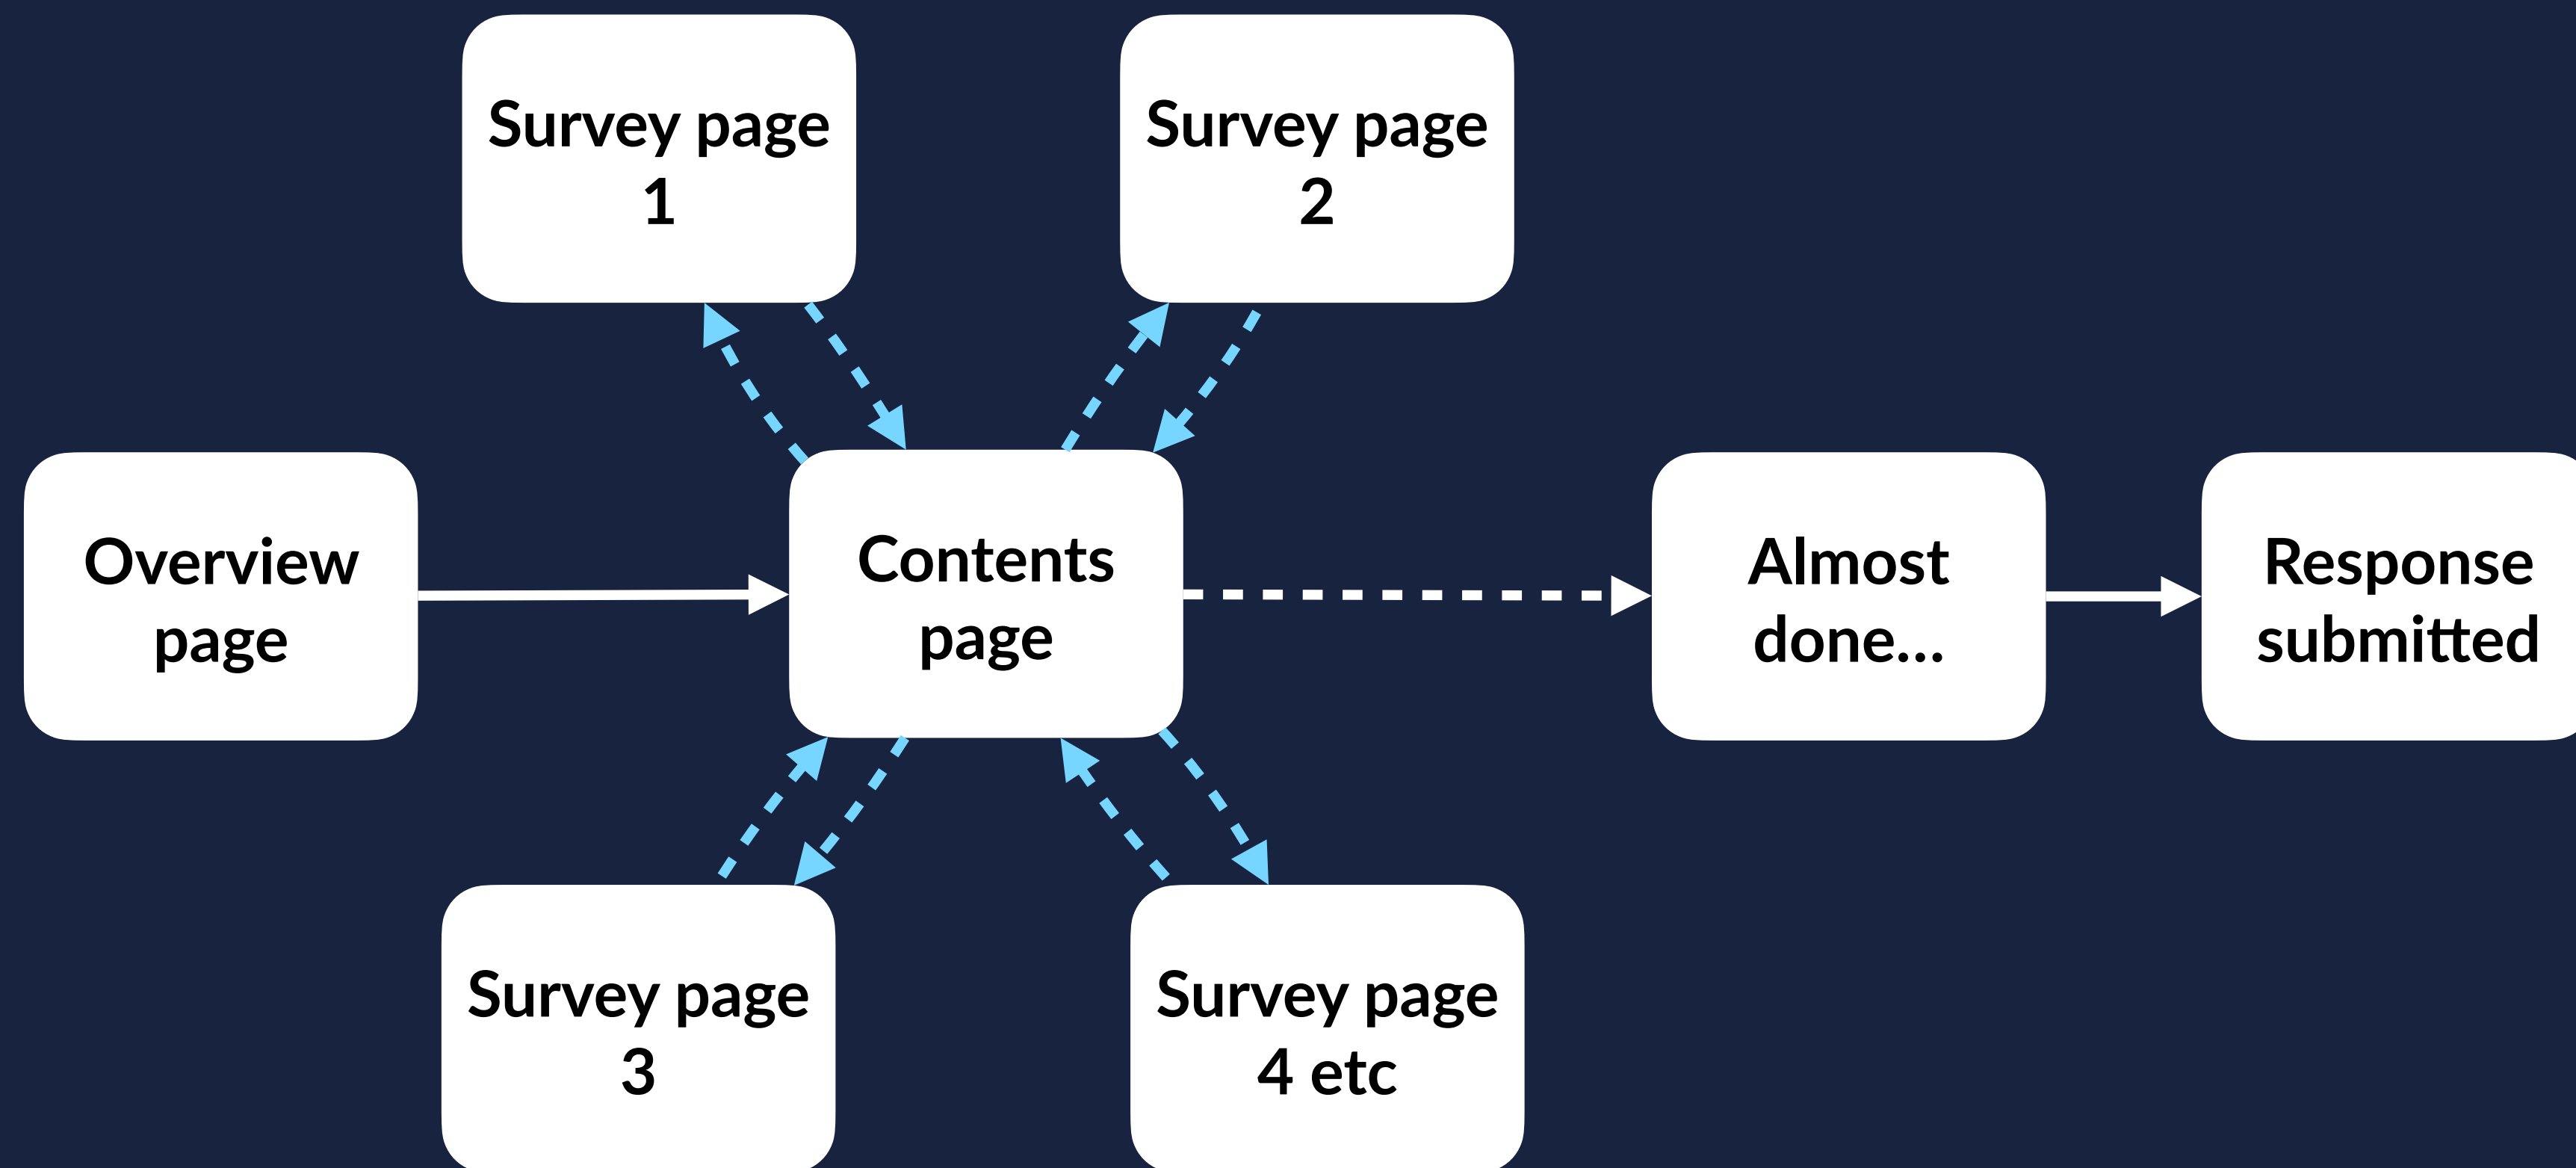 Survey page
1
Survey page
2
Overview
page
Contents
page
Almost
done...
Response
submitted
Survey page
3
Survey page
4 etc